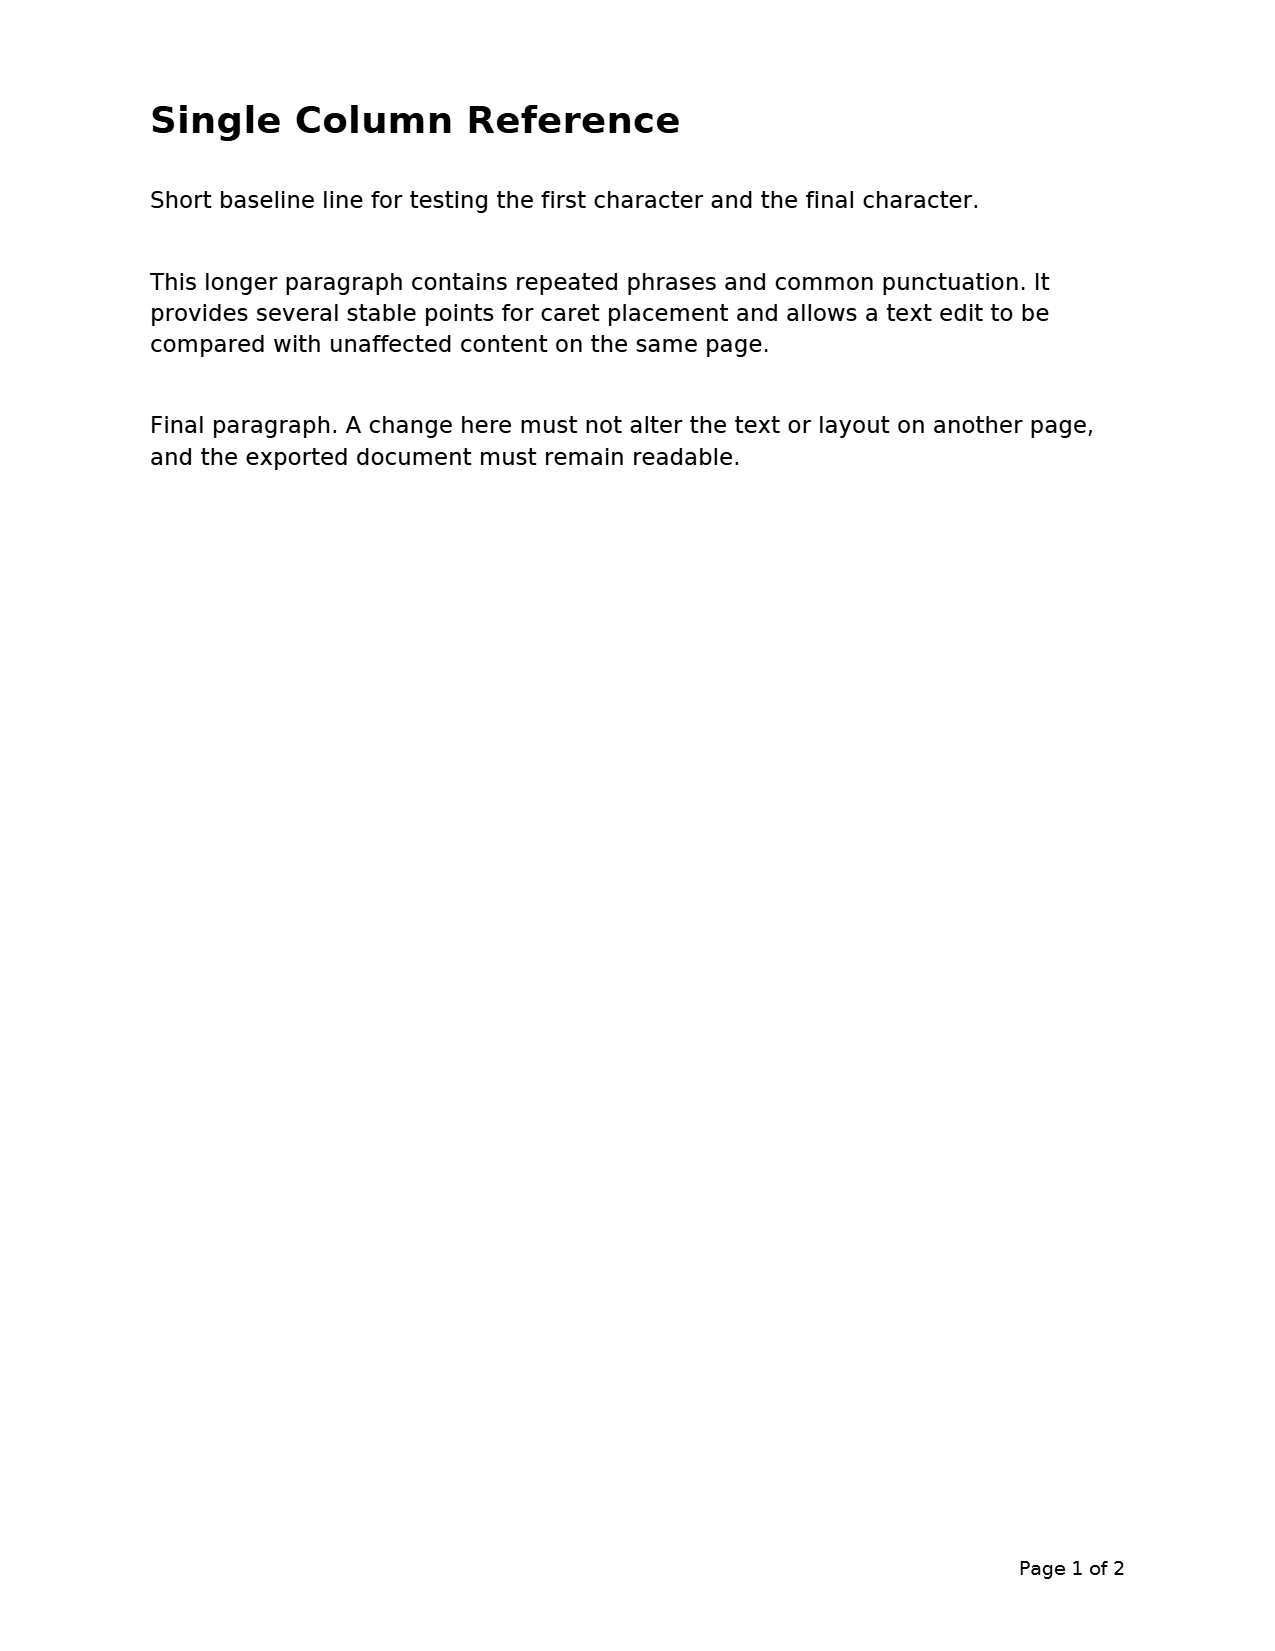 Single Column Reference
Short baseline line for testing the first character and the final character.
This longer paragraph contains repeated phrases and common punctuation. It
provides several stable points for caret placement and allows a text edit to be
compared with unaffected content on the same page.
Final paragraph. A change here must not alter the text or layout on another page,
and the exported document must remain readable.
Page 1 of 2